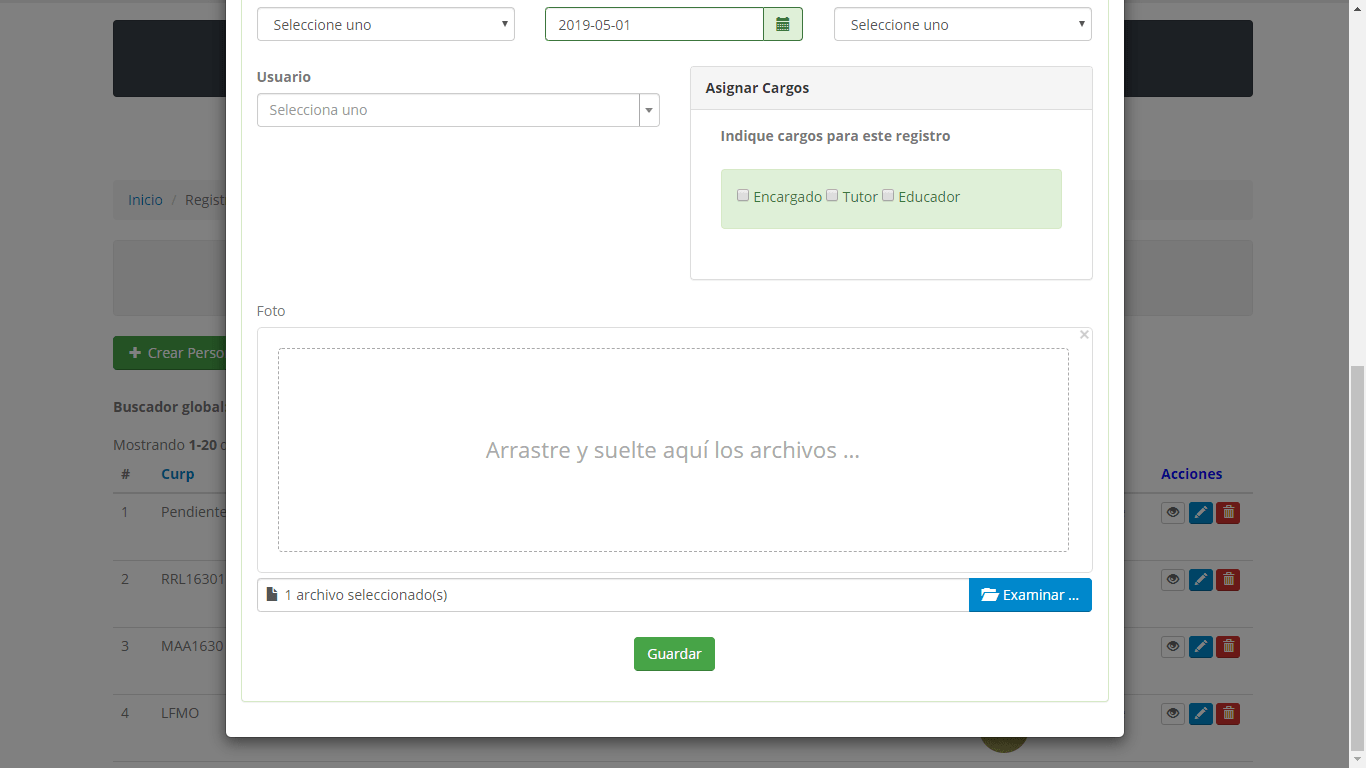 Seleccione uno
2019-05-01
Seleccione uno
Usuario
Selecciona uno
Asignar Cargos
Indique cargos para este registro
Encargado Tutor Educador
Inicio / Regist
Foto
×
Arrastre y suelte aquí los archivos ...
1 archivo seleccionado(s)
Examinar ...
Guardar
Crear Perso
Buscador global:
Mostrando 1-20
# Curp Acciones
1 Pendiente
2 RRL16301
3 MAA1630
4 LFMO